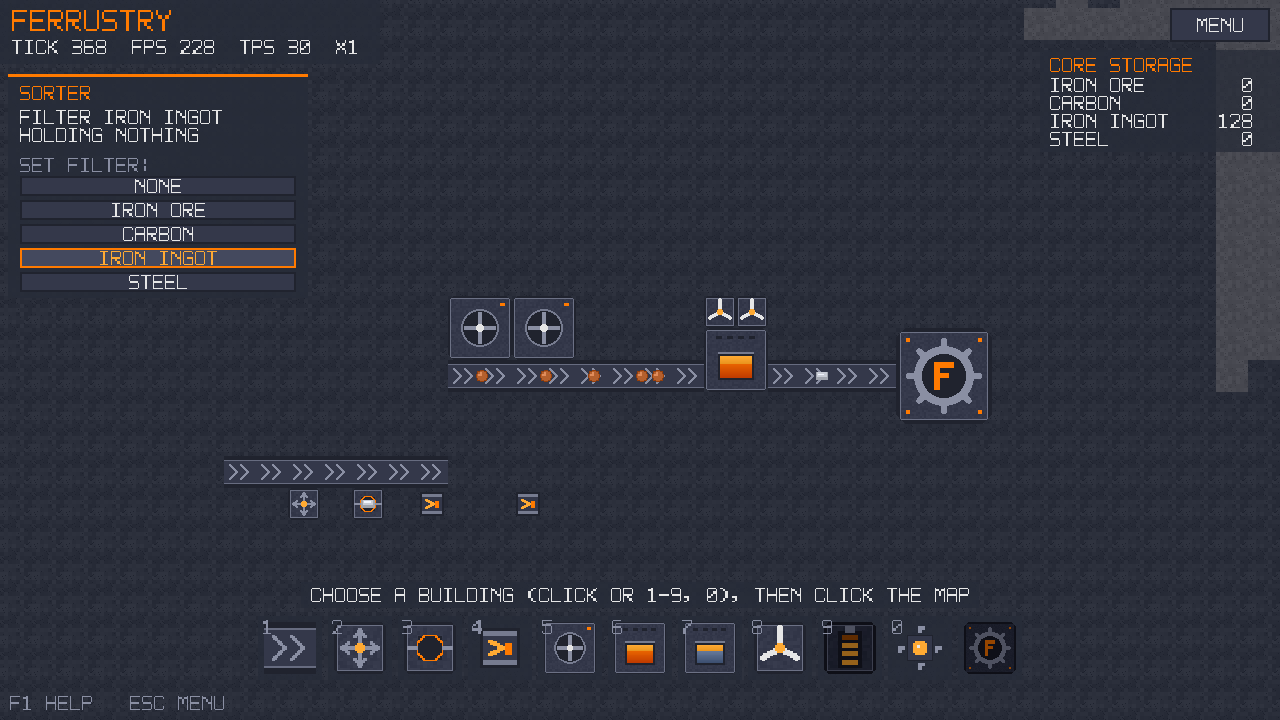 FERRUSTRY
TICK 368 FPS 228 TPS 30 X1
MENU
SORTER
FILTER IRON INGOT
HOLDING NOTHING
SET FILTER:
NONE
IRON ORE
CARBON
IRON INGOT
STEEL
CORE STORAGE
IRON ORE 0
CARBON 0
IRON INGOT 128
STEEL 0
F
CHOOSE A BUILDING (CLICK OR 1-9, 0), THEN CLICK THE MAP
1 2 3 4 5 6 7 8 9 0
F
F1 HELP ESC MENU